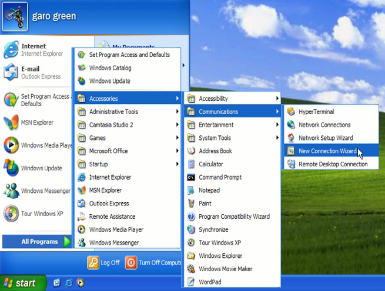 garo green
Internet
Internet Explorer
E-mail
Outlook Express
Set Program Access
Defaults
MSN Explorer
Windows Media Playe
Windows Update
Windows Messenger
Tour Windows XP
All Programs
My Documents
Log Off
Turn Off Comput
start
Set Program Access and Defaults
Windows Catalog
Windows Update
Accessories
Administrative Tools
Camtasia Studio 2
Games
Microsoft Office
Startup
Internet Explorer
MSN Explorer
Outlook Express
Remote Assistance
Windows Media Player
Windows Messenger
Accessibility
Communications
Entertainment
System Tools
Address Book
Calculator
Command Prompt
Notepad
Paint
Program Compatibility Wizard
Synchronize
Tour Windows XP
Windows Explorer
Windows Movie Maker
WordPad
HyperTerminal
Network Connections
Network Setup Wizard
New Connection Wizard
Remote Desktop Connection